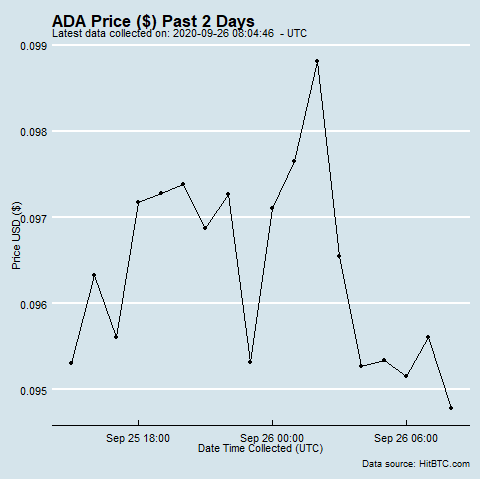 ADA Price ($) Past 2 Days
Latest data collected on: 2020-09-26 08:04:46  - UTC
0.099
0.098
0.097
0.096
0.095
Price USD ($)
Sep 25 18:00
Sep 26 00:00
Sep 26 06:00
Date Time Collected (UTC)
Data source: HitBTC.com